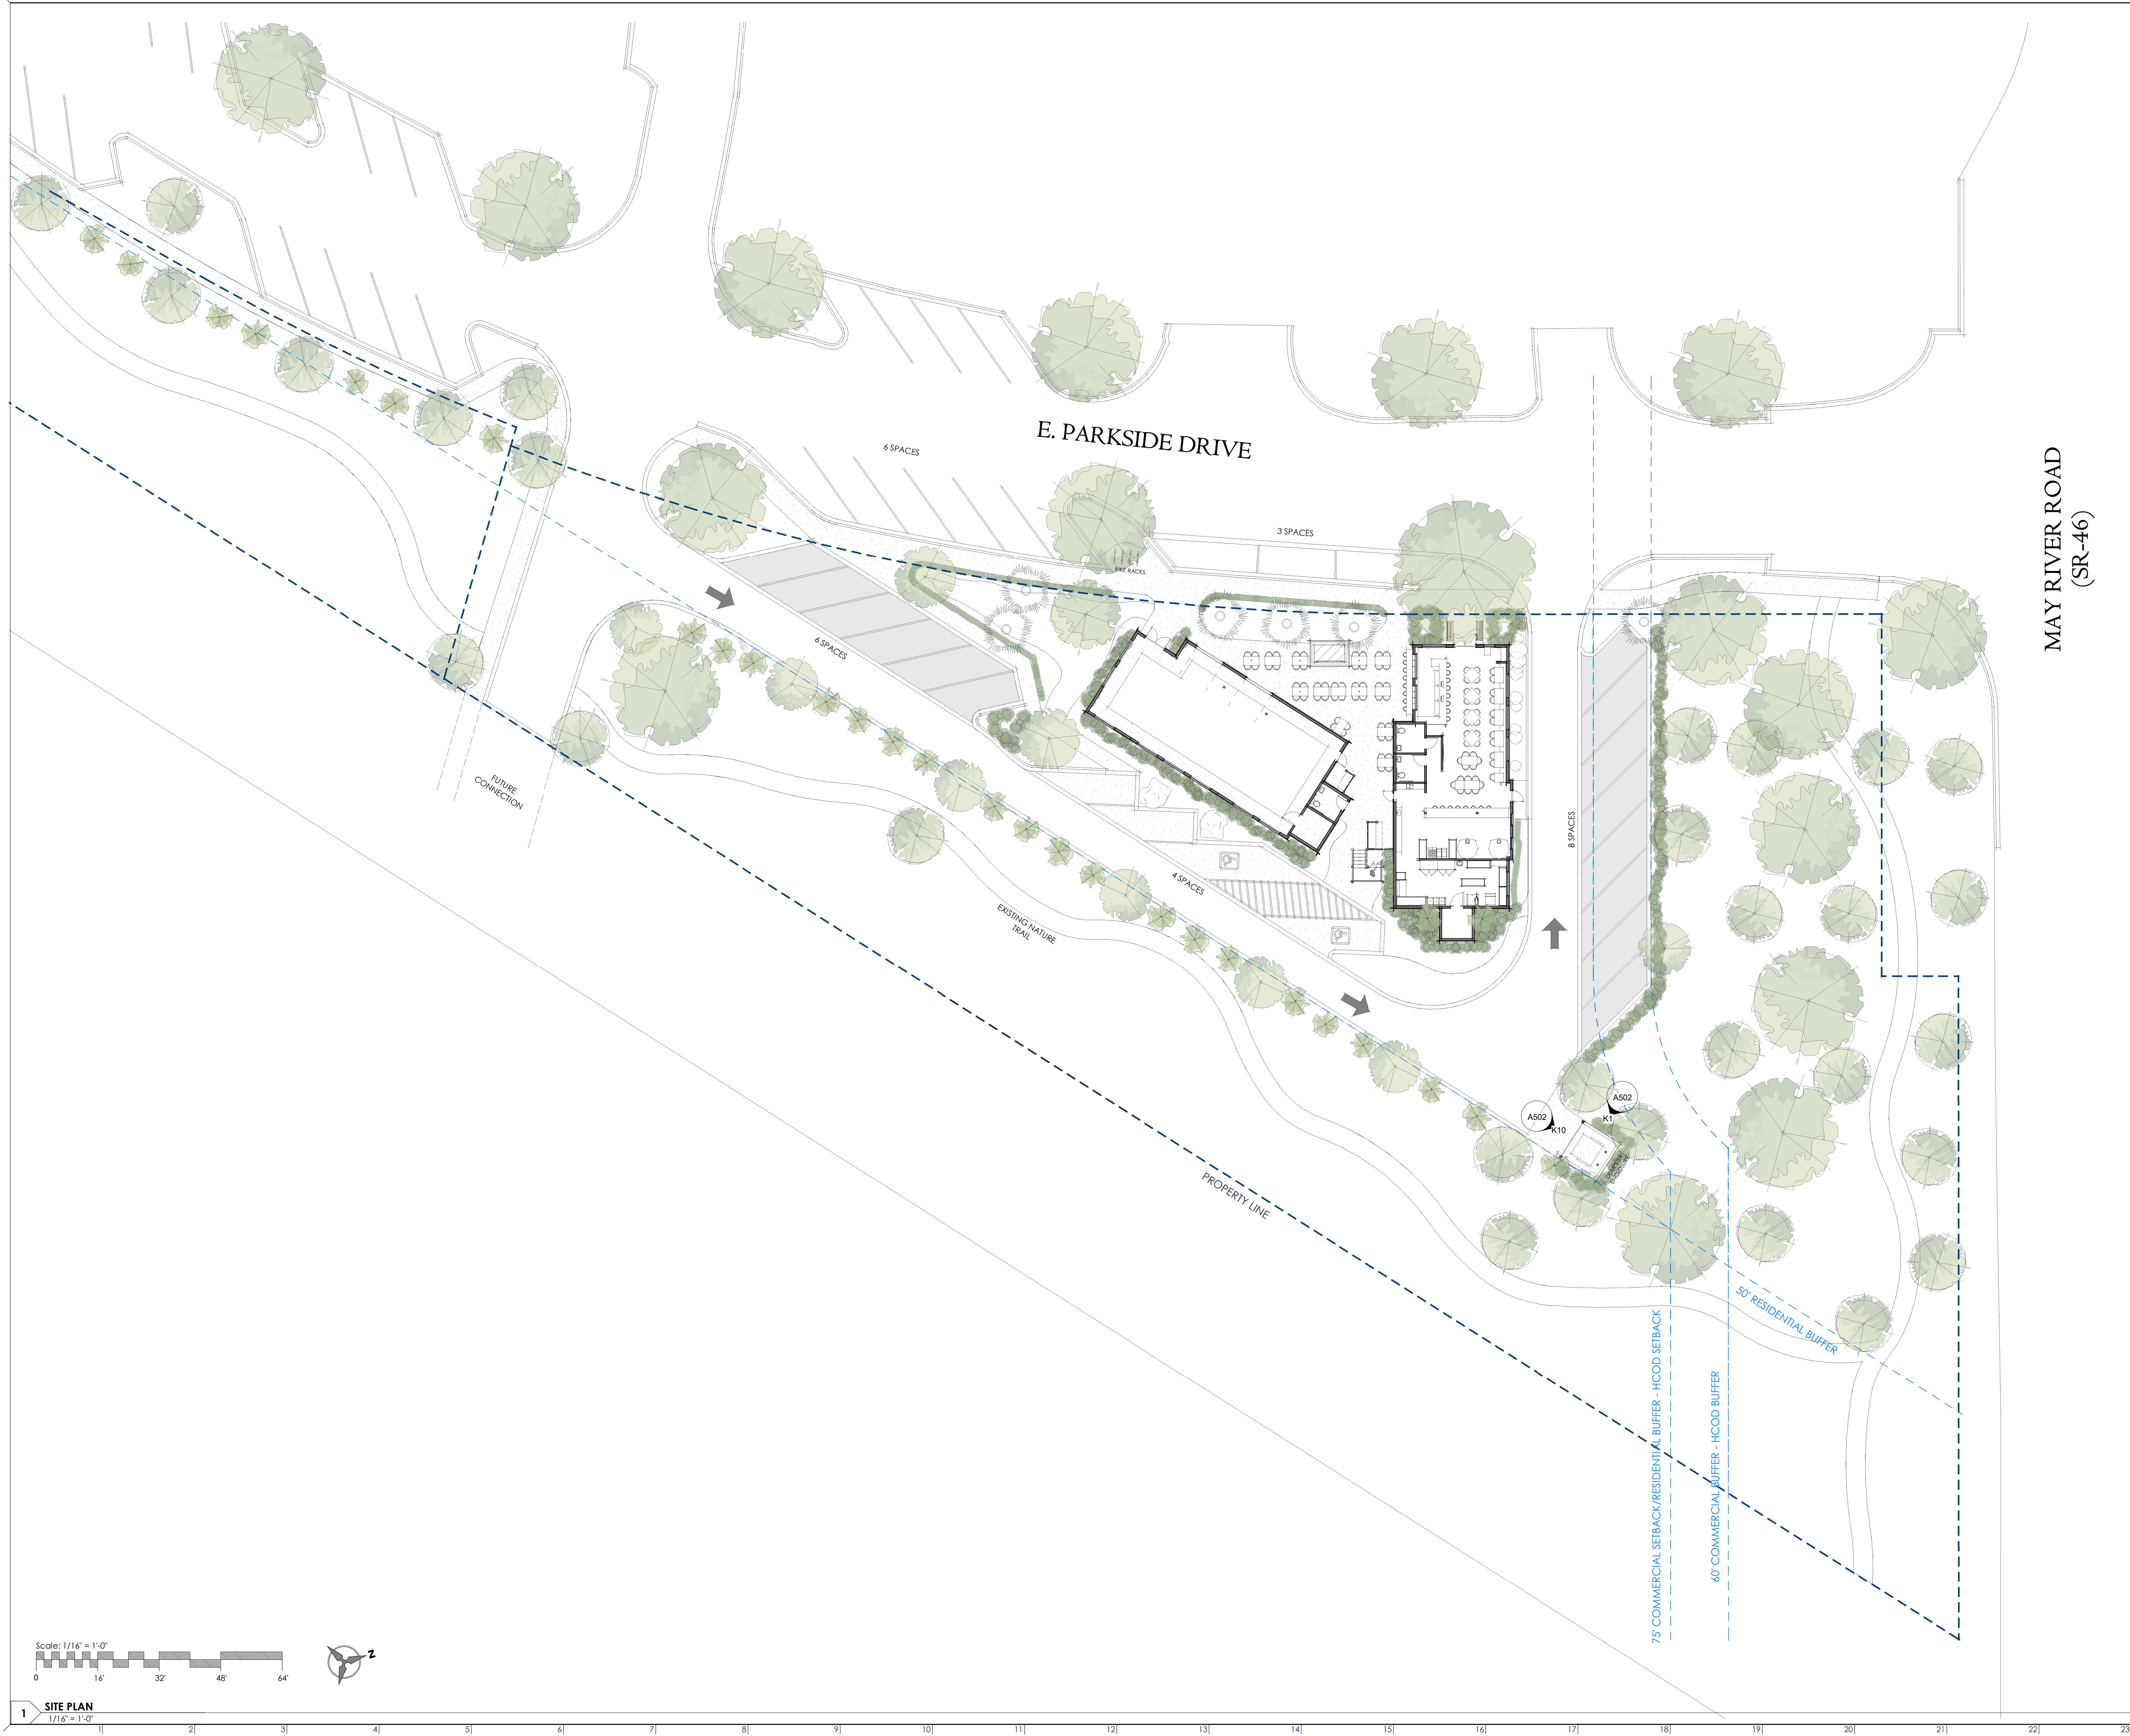 6 SPACES
E. PARKSIDE DRIVE
3 SPACES
BIKE RACKS
MAY RIVER ROAD
(SR-46)
6 SPACES
FUTURE
CONNECTION
8 SPACES
4 SPACES
EXISTING NATURE
TRAIL
A502
K1
A502
K10
DUMPSTER
ENCLOSURE
PROPERTY LINE
50' RESIDENTIAL BUFFER
75' COMMERCIAL SETBACK/RESIDENTIAL BUFFER - HCOD SETBACK
60' COMMERCIAL BUFFER - HCOD BUFFER
Scale: 1/16" = 1'-0"
0 16' 32' 48' 64'
Z
1 SITE PLAN
1/16" = 1'-0"
1 2 3 4 5 6 7 8 9 10 11 12 13 14 15 16 17 18 19 20 21 22 23